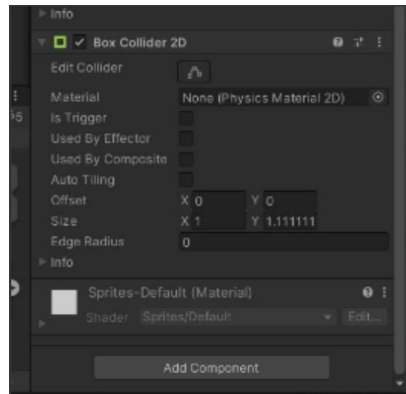 Info
Box Collider 2D
Edit Collider
Material None (Physics Material 2D)
Is Trigger
Used By Effector
Used By Composite
Auto Tiling
Offset X 0 Y 0
Size X 1 Y 1.111111
Edge Radius 0
Info
Sprites-Default (Material)
Shader Sprites/Default Edit...
Add Component